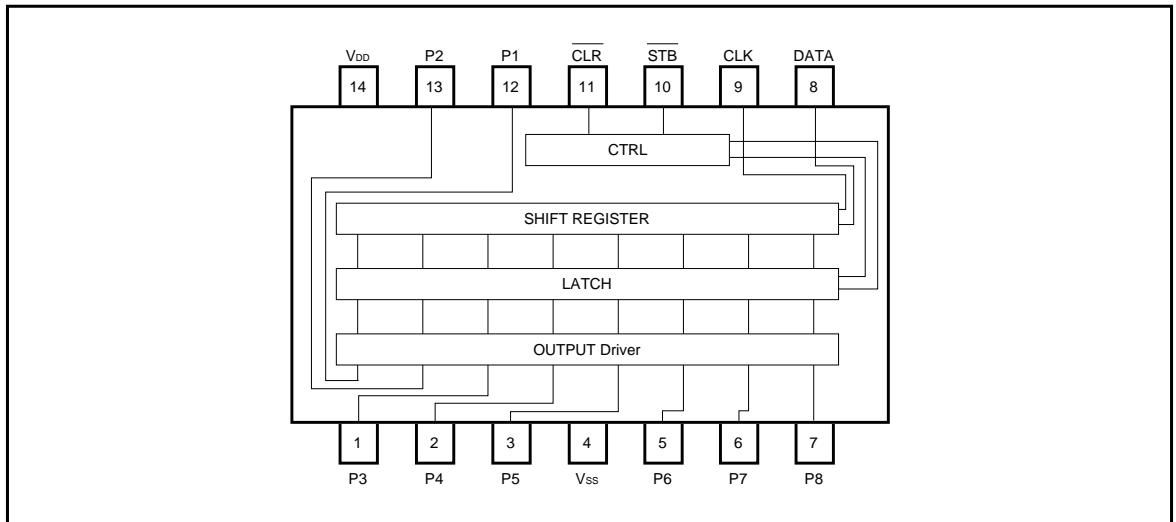 VDD P2 P1 CLR STB CLK DATA
14 13 12 11 10 9 8
CTRL
SHIFT REGISTER
LATCH
OUTPUT Driver
1 2 3 4 5 6 7
P3 P4 P5 VSS P6 P7 P8